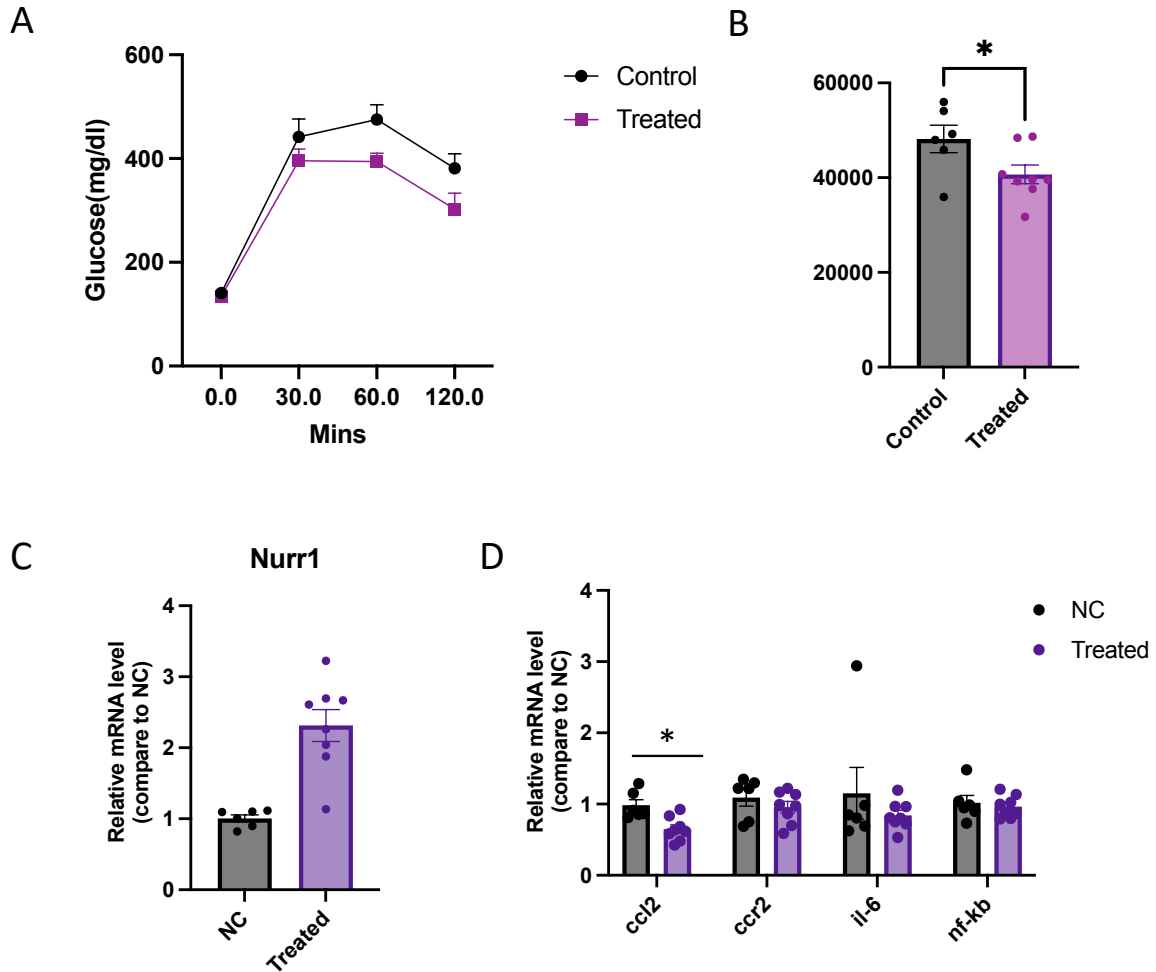 A
600
400
200
0
Glucose(mg/dl)
0.0 30.0 60.0 120.0
Mins
Control
Treated
B
*
60000
40000
20000
0
Control Treated
C
Nurr1
4
3
2
1
0
Relative mRNA level
(compare to NC)
NC Treated
D
4
3
2
1
0
Relative mRNA level
(compare to NC)
*
ccl2 ccr2 il-6 nf-kb
NC
Treated